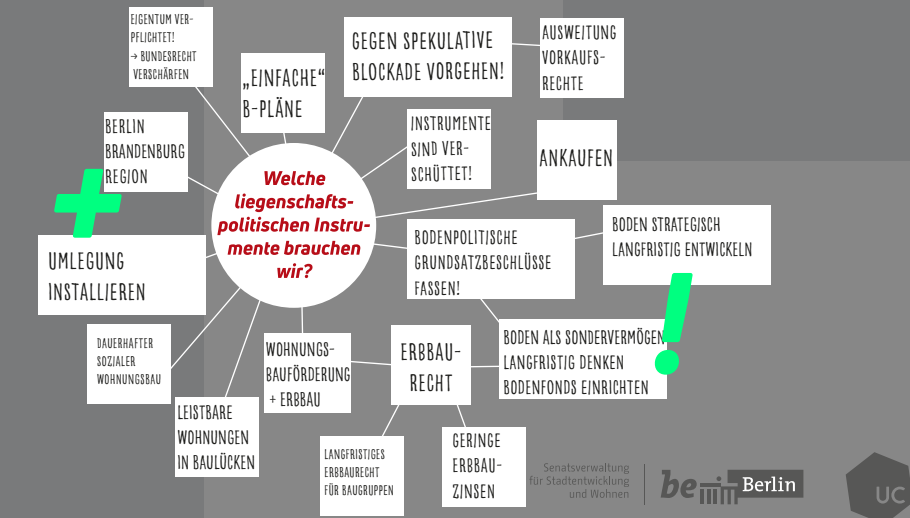 EIGENTUM VER-
PFLICHTET!
→ BUNDESRECHT
VERSCHÄRFEN
„EINFACHE“
B-PLÄNE
GEGEN SPEKULATIVE
BLOCKADE VORGEHEN!
AUSWEITUNG
VORKAUFS-
RECHTE
BERLIN
BRANDENBURG
REGION
INSTRUMENTE
SIND VER-
SCHÜTTET!
ANKAUFEN
Welche
liegenschafts-
politischen Instru-
mente brauchen
wir?
UMLEGUNG
INSTALLIEREN
BODENPOLITISCHE
GRUNDSATZBESCHLÜSSE
FASSEN!
BODEN STRATEGISCH
LANGFRISTIG ENTWICKELN
DAUERHAFTER
SOZIALER
WOHNUNGSBAU
WOHNUNGS-
BAUFÖRDERUNG
+ ERBBAU
ERBBAU-
RECHT
BODEN ALS SONDERVERMÖGEN
LANGFRISTIG DENKEN
BODENFONDS EINRICHTEN
LEISTBARE
WOHNUNGEN
IN BAULÜCKEN
LANGFRISTIGES
ERBBAURECHT
FÜR BAUGRUPPEN
GERINGE
ERBBAU-
ZINSEN
Senatsverwaltung
für Stadtentwicklung
und Wohnen
be Berlin
UC